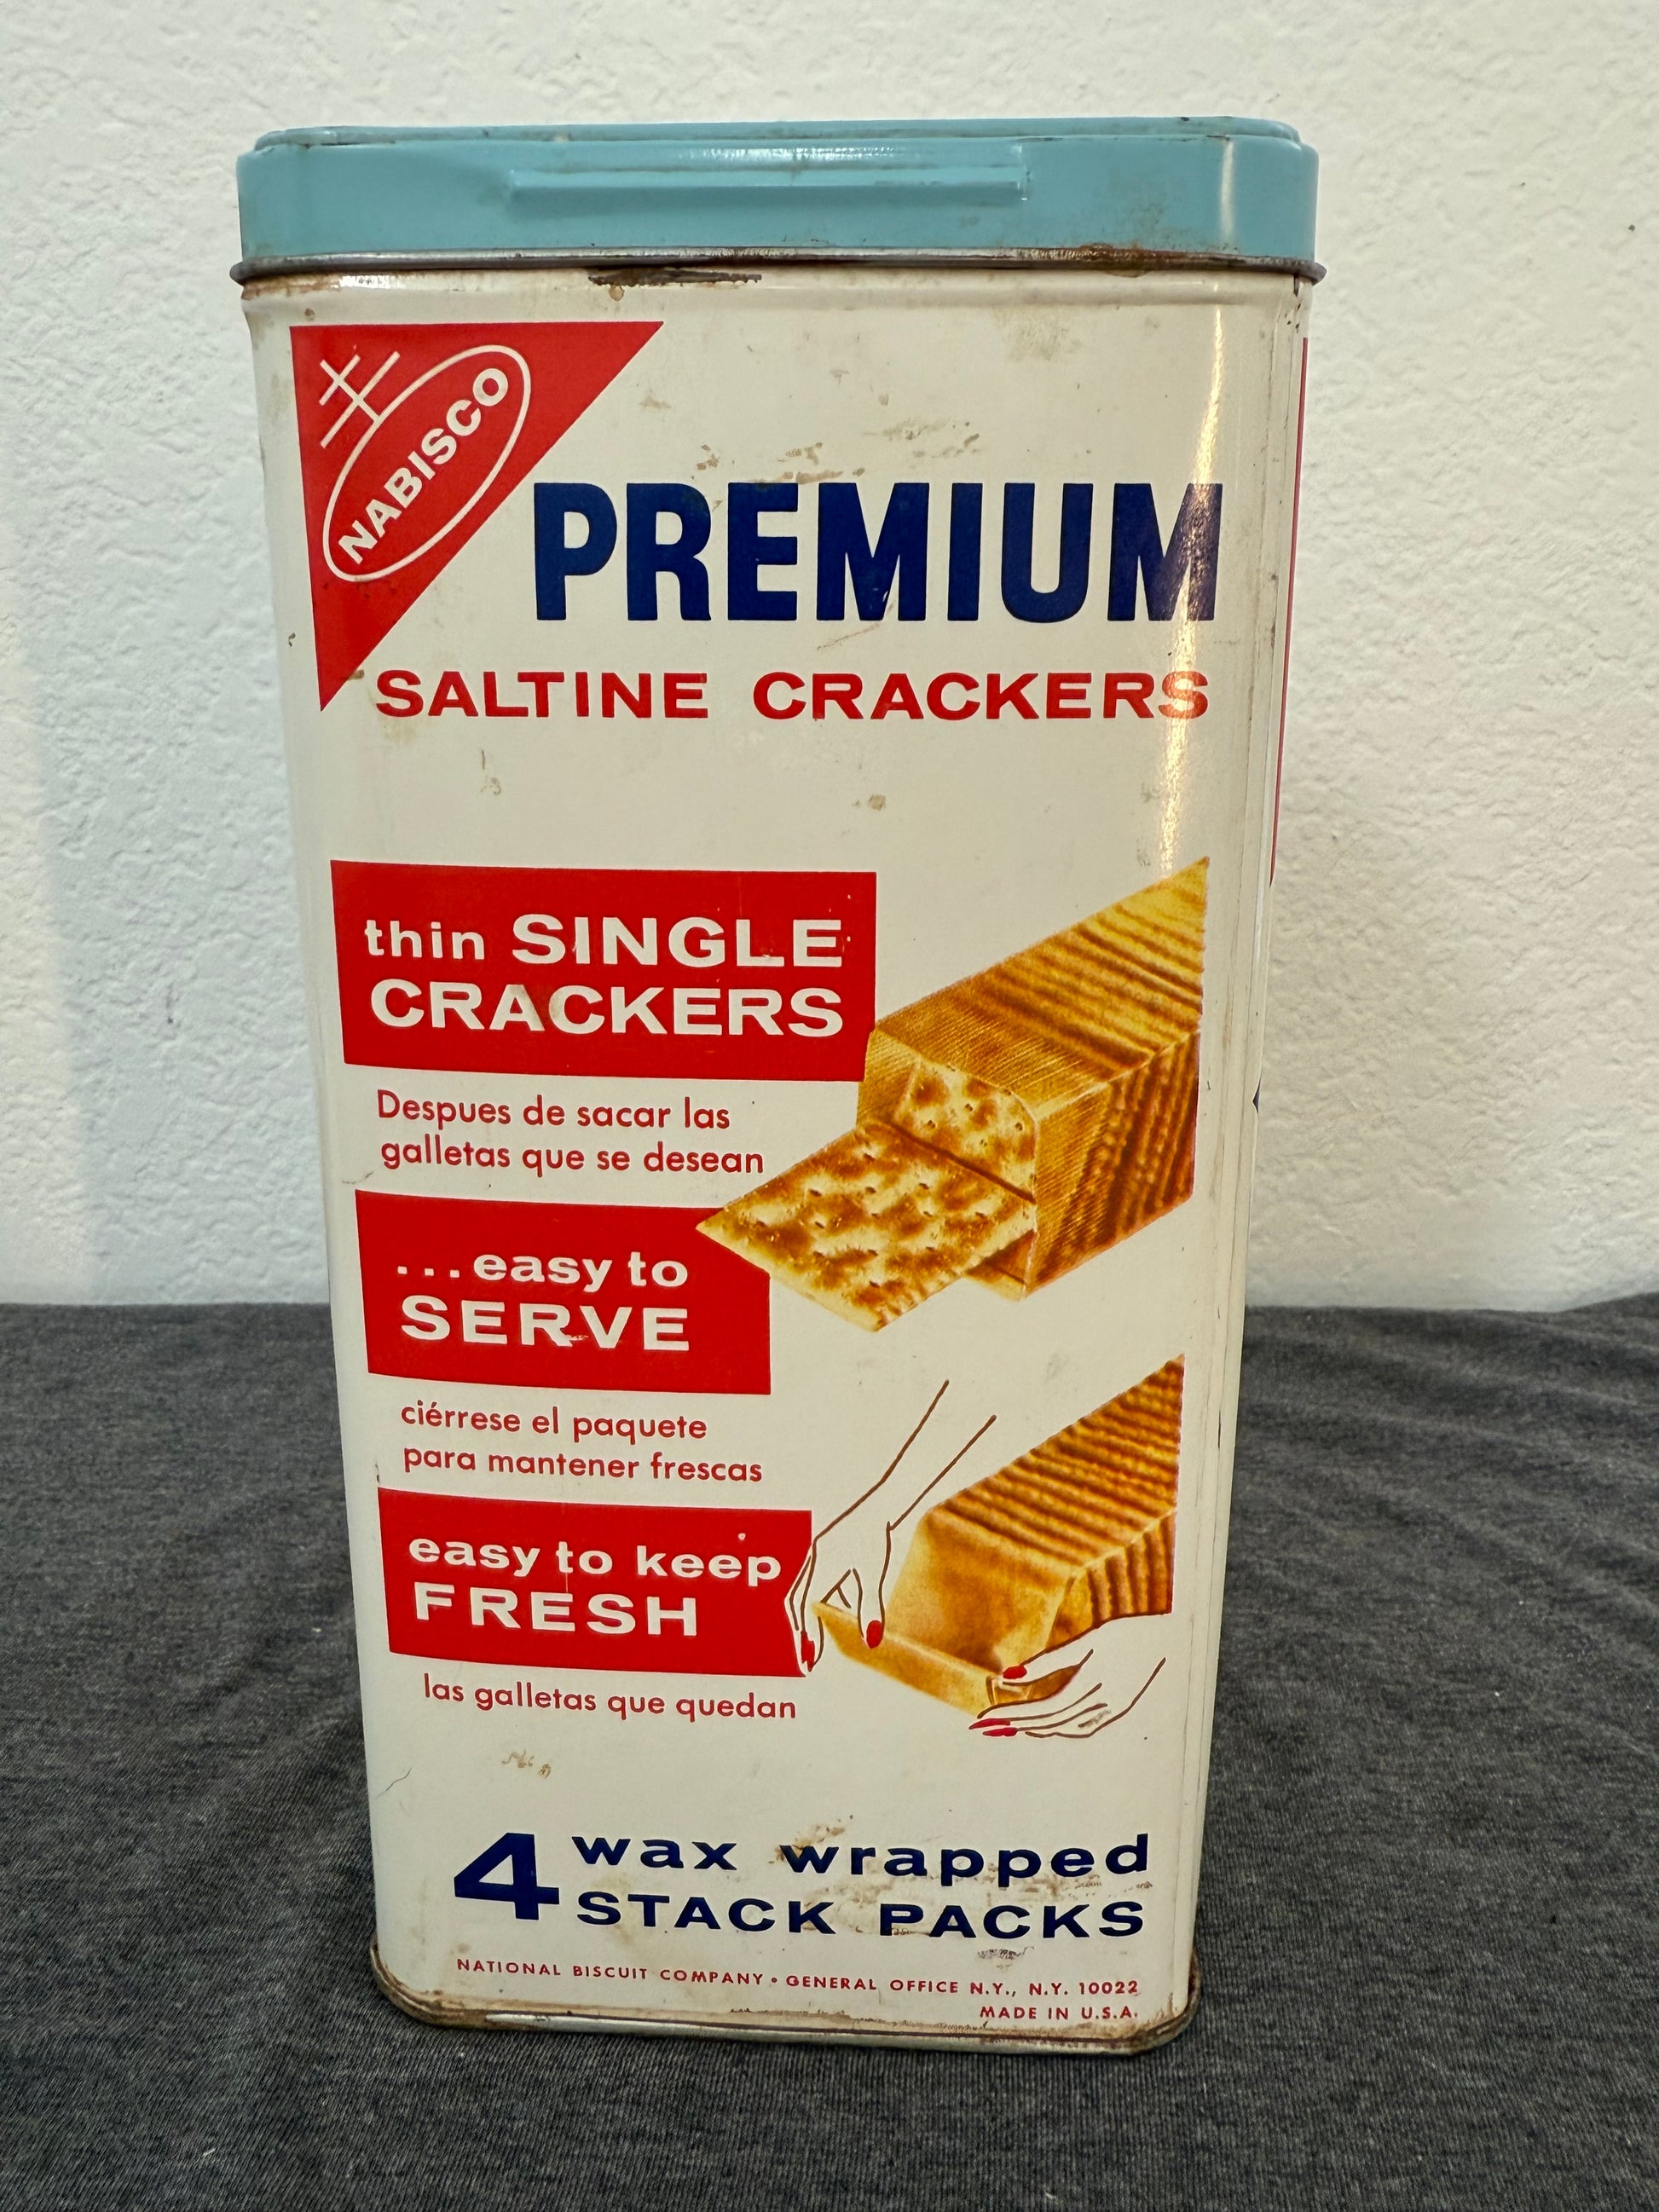 NABISCO
PREMIUM
SALTINE CRACKERS
thin SINGLE
CRACKERS
Despues de sacar las
galletas que se desean
...easy to
SERVE
ciérrese el paquete
para mantener frescas
easy to keep
FRESH
las galletas que quedan
4 wax wrapped
STACK PACKS
NATIONAL BISCUIT COMPANY • GENERAL OFFICE N.Y., N.Y. 10022
MADE IN U.S.A.